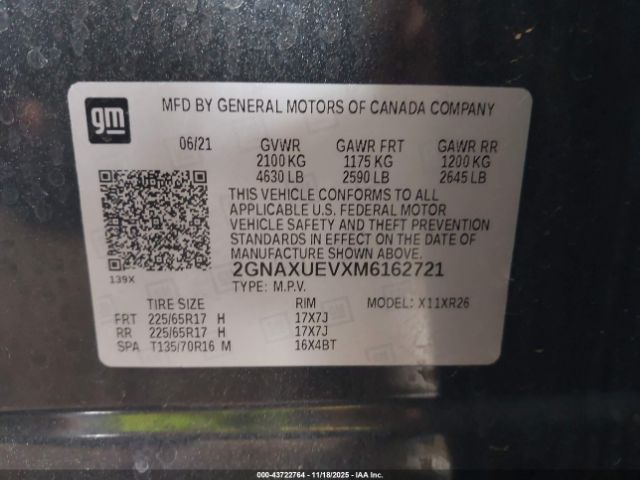 gm
MFD BY GENERAL MOTORS OF CANADA COMPANY
06/21 GVWR GAWR FRT GAWR RR
2100 KG 1175 KG 1200 KG
4630 LB 2590 LB 2645 LB
THIS VEHICLE CONFORMS TO ALL
APPLICABLE U.S. FEDERAL MOTOR
VEHICLE SAFETY AND THEFT PREVENTION
STANDARDS IN EFFECT ON THE DATE OF
MANUFACTURE SHOWN ABOVE.
139X
2GNAXUEVXM6162721
TYPE: M.P.V.
TIRE SIZE RIM MODEL: X11XR26
FRT 225/65R17 H 17X7J
RR 225/65R17 H 17X7J
SPA T135/70R16 M 16X4BT
000-43722764 - 11/18/2025 - IAA Inc.